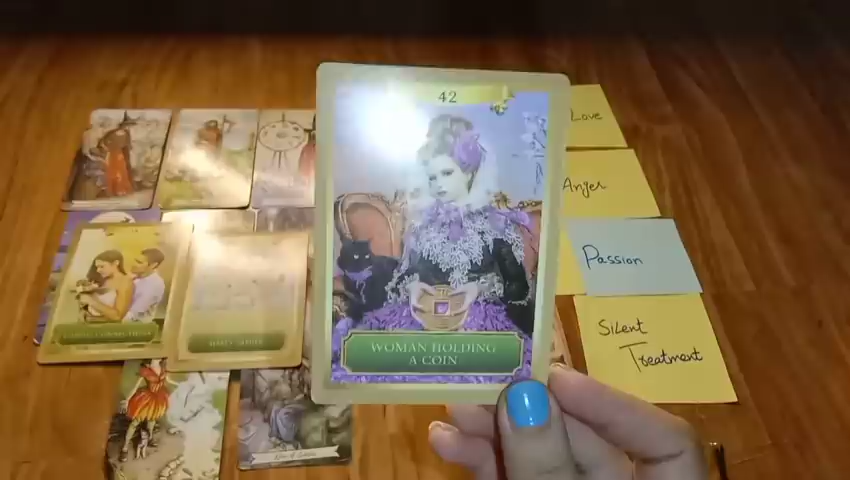 42
WOMAN HOLDING
A COIN
Love
Anger
Passion
Silent
Treatment